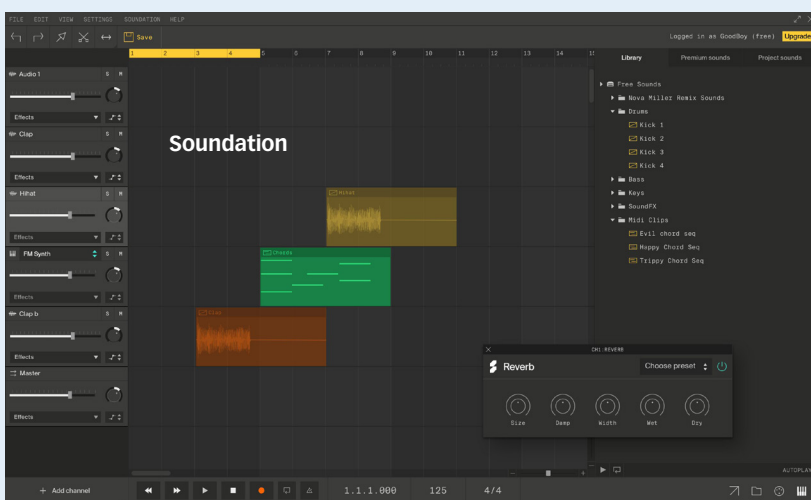 FILE EDIT VIEW SETTINGS SOUNDATION HELP
Save
Logged in as GoodBoy (free) Upgrade
1 2 3 4 5 6 7 8 9 10 11 12 13 14
Library Premium sounds Project sounds
Audio 1 S M
Effects
Clap S M
Effects
Hihat S M
Effects
FM Synth S M
Effects
Clap b S M
Effects
Master
Effects
Soundation
Hihat
Chords
Clap
Free Sounds
Nova Miller Remix Sounds
Drums
Kick 1
Kick 2
Kick 3
Kick 4
Bass
Keys
SoundFX
Midi Clips
Evil chord seq
Happy Chord Seq
Trippy Chord Seq
CH1:REVERB
Reverb Choose preset
Size Damp Width Wet Dry
AUTOPLAY
+ Add channel 1.1.1.000 125 4/4